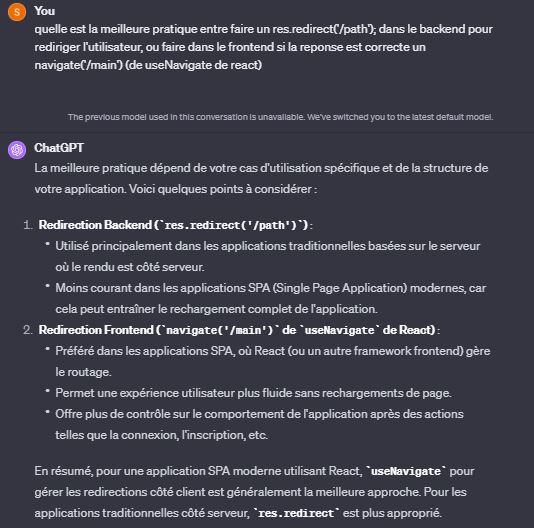 S You
quelle est la meilleure pratique entre faire un res.redirect('/path'); dans le backend pour
rediriger l'utilisateur, ou faire dans le frontend si la reponse est correcte un
navigate('/main') (de useNavigate de react)
The previous model used in this conversation is unavailable. We've switched you to the latest default model.
ChatGPT
La meilleure pratique dépend de votre cas d'utilisation spécifique et de la structure de
votre application. Voici quelques points à considérer :
1. Redirection Backend (`res.redirect('/path')`) :
• Utilisé principalement dans les applications traditionnelles basées sur le serveur
où le rendu est côté serveur.
• Moins courant dans les applications SPA (Single Page Application) modernes, car
cela peut entraîner le rechargement complet de l'application.
2. Redirection Frontend (`navigate('/main')` de `useNavigate` de React) :
• Préféré dans les applications SPA, où React (ou un autre framework frontend) gère
le routage.
• Permet une expérience utilisateur plus fluide sans rechargements de page.
• Offre plus de contrôle sur le comportement de l'application après des actions
telles que la connexion, l'inscription, etc.
En résumé, pour une application SPA moderne utilisant React, `useNavigate` pour
gérer les redirections côté client est généralement la meilleure approche. Pour les
applications traditionnelles côté serveur, `res.redirect` est plus approprié.